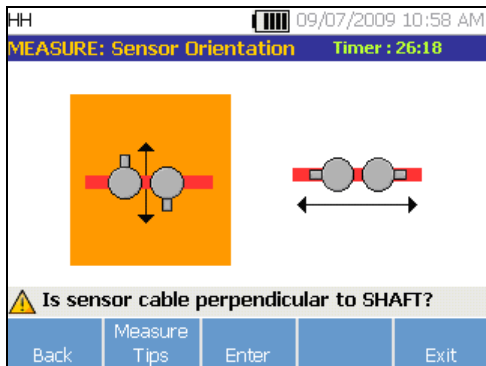 HH 09/07/2009 10:58 AM
MEASURE: Sensor Orientation Timer : 26:18
Is sensor cable perpendicular to SHAFT?
Back Measure Tips Enter Exit